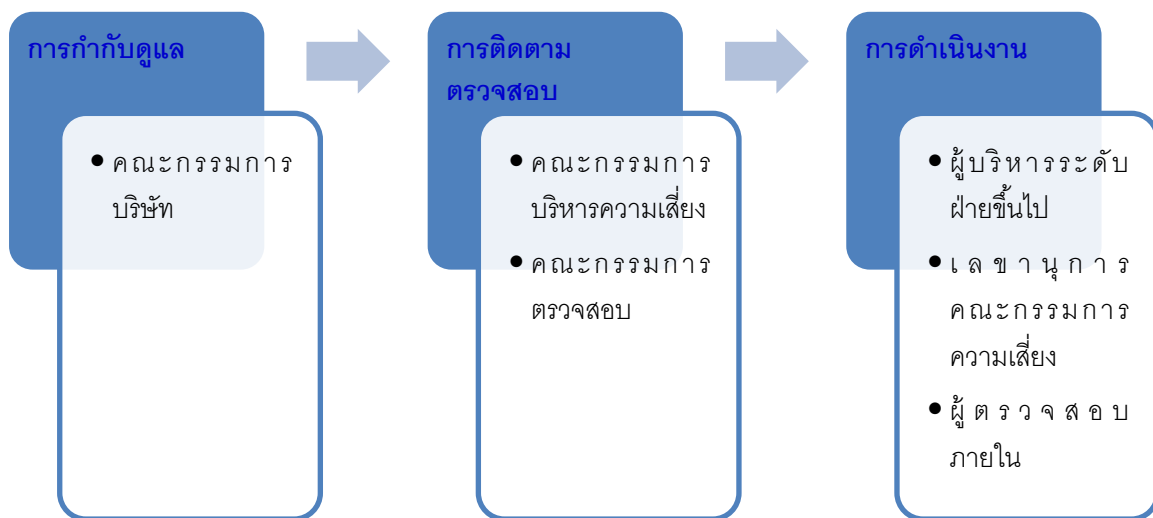 การกำกับดูแล
• คณะกรรมการ
บริษัท
การติดตาม
ตรวจสอบ
• คณะกรรมการ
บริหารความเสี่ยง
• คณะกรรมการ
ตรวจสอบ
การดำเนินงาน
• ผู้บริหารระดับ
ฝ่ายขึ้นไป
• เลขานุการ
คณะกรรมการ
ความเสี่ยง
• ผู้ตรวจสอบ
ภายใน